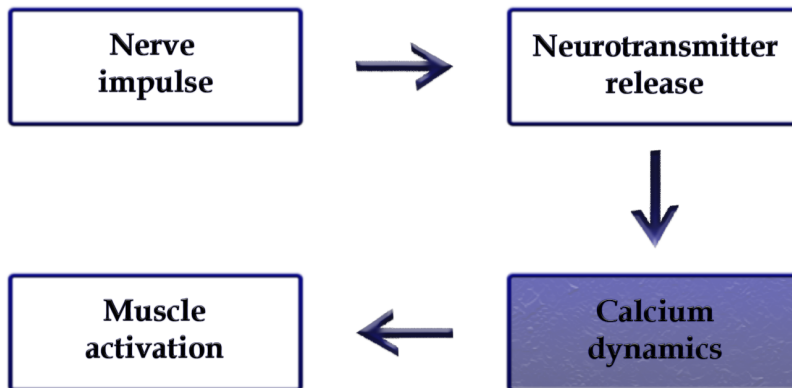 Nerve
impulse
Neurotransmitter
release
Muscle
activation
Calcium
dynamics